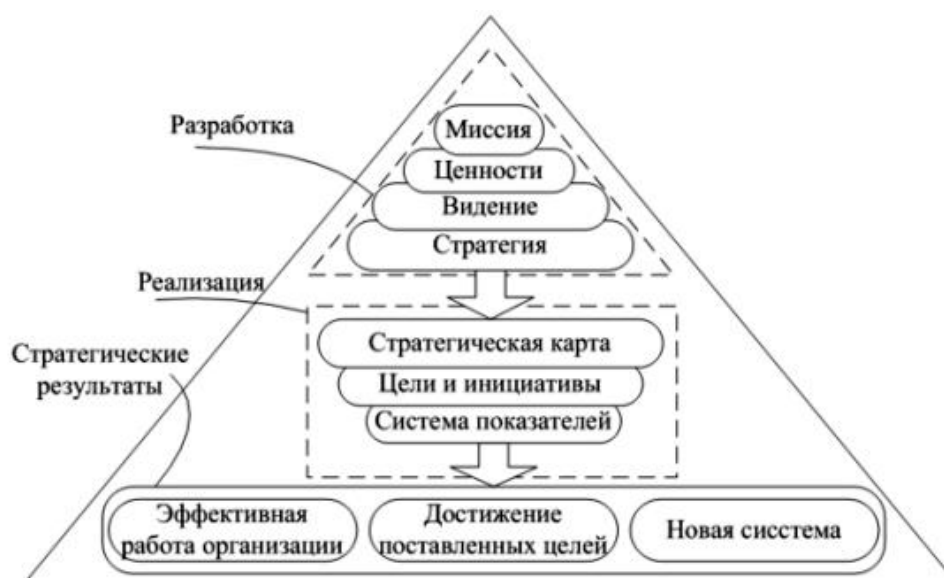 Миссия
Разработка
Ценности
Видение
Стратегия
Реализация
Стратегическая карта
Стратегические
результаты
Цели и инициативы
Система показателей
Эффективная
работа организации
Достижение
поставленных целей
Новая сисстема